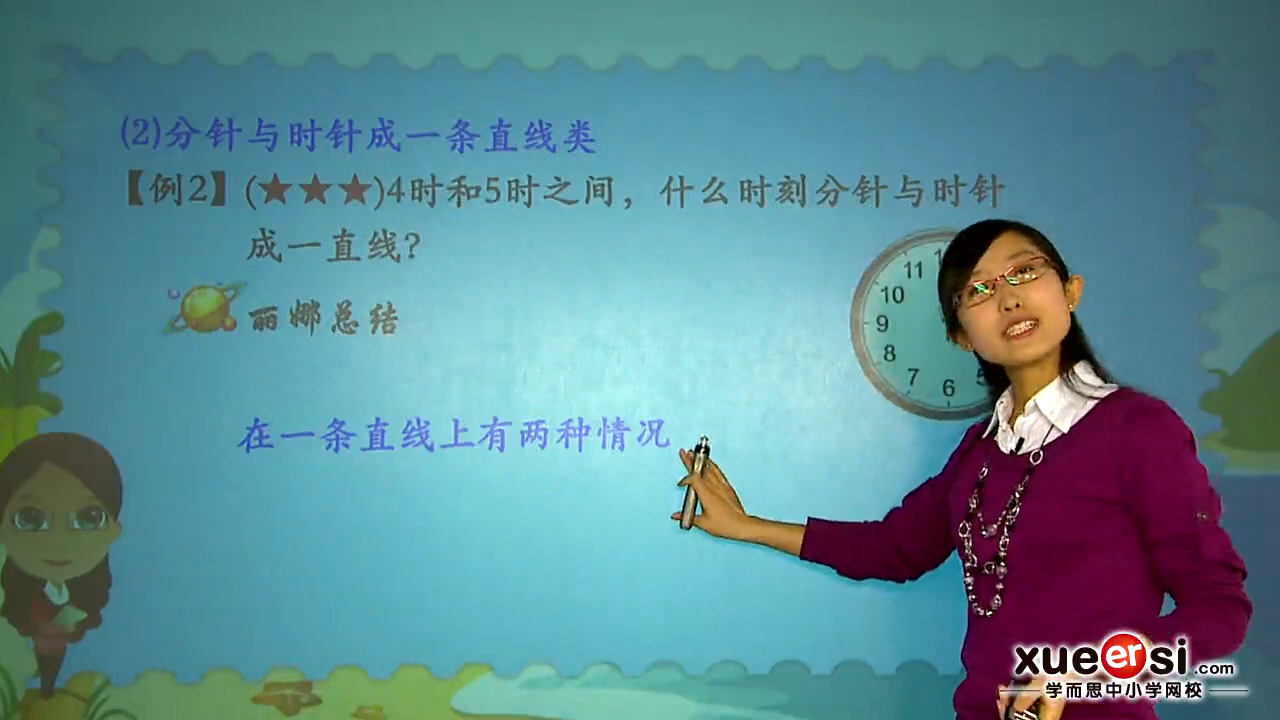 (2)分针与时针成一条直线类
【例2】(★★★)4时和5时之间，什么时刻分针与时针
成一直线?
丽娜总结
11
10
9
8
7
6
5
在一条直线上有两种情况
xueersi.com
学而思中小学网校